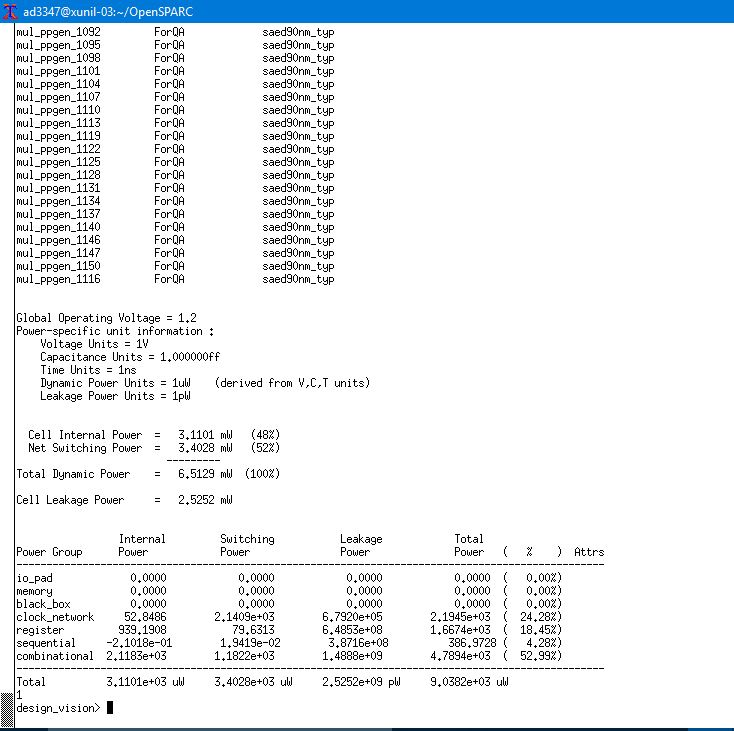 ad3347@xunil-03:~/OpenSPARC
mul_ppgen_1092 ForQA saed90nm_typ
mul_ppgen_1095 ForQA saed90nm_typ
mul_ppgen_1098 ForQA saed90nm_typ
mul_ppgen_1101 ForQA saed90nm_typ
mul_ppgen_1104 ForQA saed90nm_typ
mul_ppgen_1107 ForQA saed90nm_typ
mul_ppgen_1110 ForQA saed90nm_typ
mul_ppgen_1113 ForQA saed90nm_typ
mul_ppgen_1119 ForQA saed90nm_typ
mul_ppgen_1122 ForQA saed90nm_typ
mul_ppgen_1125 ForQA saed90nm_typ
mul_ppgen_1128 ForQA saed90nm_typ
mul_ppgen_1131 ForQA saed90nm_typ
mul_ppgen_1134 ForQA saed90nm_typ
mul_ppgen_1137 ForQA saed90nm_typ
mul_ppgen_1140 ForQA saed90nm_typ
mul_ppgen_1146 ForQA saed90nm_typ
mul_ppgen_1147 ForQA saed90nm_typ
mul_ppgen_1150 ForQA saed90nm_typ
mul_ppgen_1116 ForQA saed90nm_typ
Global Operating Voltage = 1.2
Power-specific unit information :
Voltage Units = 1V
Capacitance Units = 1.000000ff
Time Units = 1ns
Dynamic Power Units = 1uW (derived from V,C,T units)
Leakage Power Units = 1pW
Cell Internal Power = 3.1101 mW (48%)
Net Switching Power = 3.4028 mW (52%)
---------
Total Dynamic Power = 6.5129 mW (100%)
Cell Leakage Power = 2.5252 mW
Internal Switching Leakage Total
Power Group Power Power Power Power ( % ) Attrs
--------------------------------------------------------------------------------------------------
io_pad 0.0000 0.0000 0.0000 0.0000 ( 0.00%)
memory 0.0000 0.0000 0.0000 0.0000 ( 0.00%)
black_box 0.0000 0.0000 0.0000 0.0000 ( 0.00%)
clock_network 52.8486 2.1409e+03 6.7920e+05 2.1945e+03 ( 24.28%)
register 939.1908 79.6313 6.4853e+08 1.6674e+03 ( 18.45%)
sequential -2.1018e-01 1.9419e-02 3.8716e+08 386.9728 ( 4.28%)
combinational 2.1183e+03 1.1822e+03 1.4888e+09 4.7894e+03 ( 52.99%)
--------------------------------------------------------------------------------------------------
Total 3.1101e+03 uW 3.4028e+03 uW 2.5252e+09 pW 9.0382e+03 uW
1
design_vision>